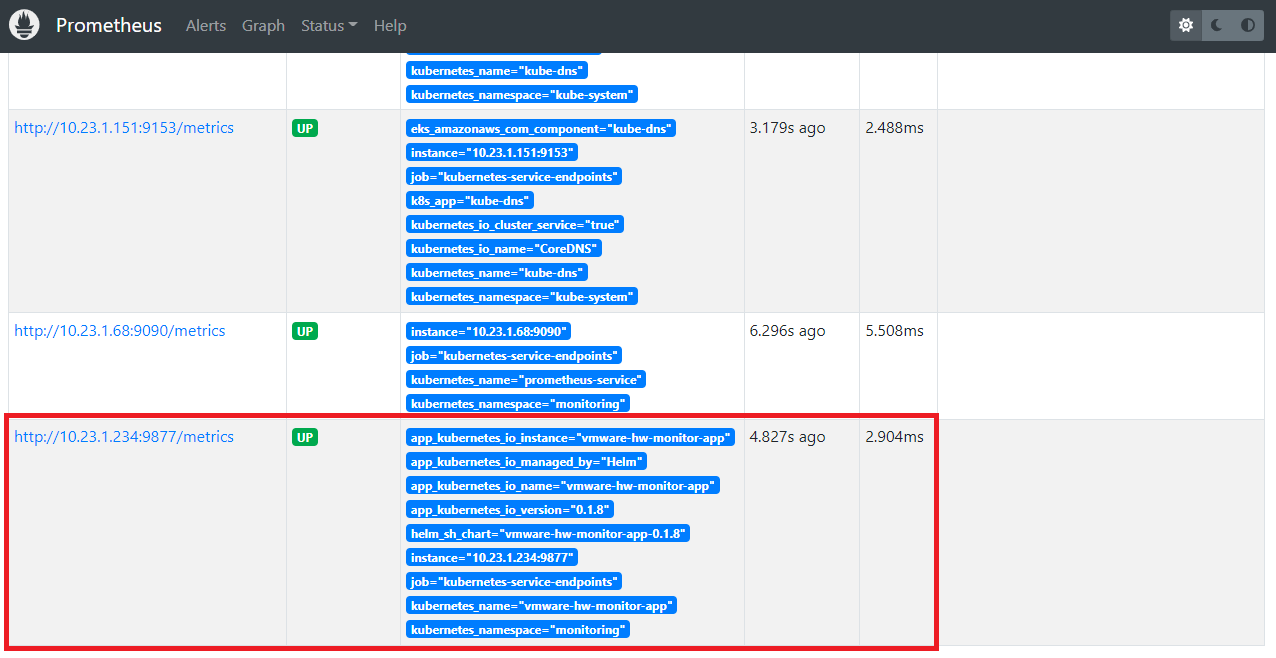 Prometheus Alerts Graph Status Help
kubernetes_name="kube-dns"
kubernetes_namespace="kube-system"
http://10.23.1.151:9153/metrics UP eks_amazonaws_com_component="kube-dns" 3.179s ago 2.488ms
instance="10.23.1.151:9153"
job="kubernetes-service-endpoints"
k8s_app="kube-dns"
kubernetes_io_cluster_service="true"
kubernetes_io_name="CoreDNS"
kubernetes_name="kube-dns"
kubernetes_namespace="kube-system"
http://10.23.1.68:9090/metrics UP instance="10.23.1.68:9090" 6.296s ago 5.508ms
job="kubernetes-service-endpoints"
kubernetes_name="prometheus-service"
kubernetes_namespace="monitoring"
http://10.23.1.234:9877/metrics UP app_kubernetes_io_instance="vmware-hw-monitor-app" 4.827s ago 2.904ms
app_kubernetes_io_managed_by="Helm"
app_kubernetes_io_name="vmware-hw-monitor-app"
app_kubernetes_io_version="0.1.8"
helm_sh_chart="vmware-hw-monitor-app-0.1.8"
instance="10.23.1.234:9877"
job="kubernetes-service-endpoints"
kubernetes_name="vmware-hw-monitor-app"
kubernetes_namespace="monitoring"